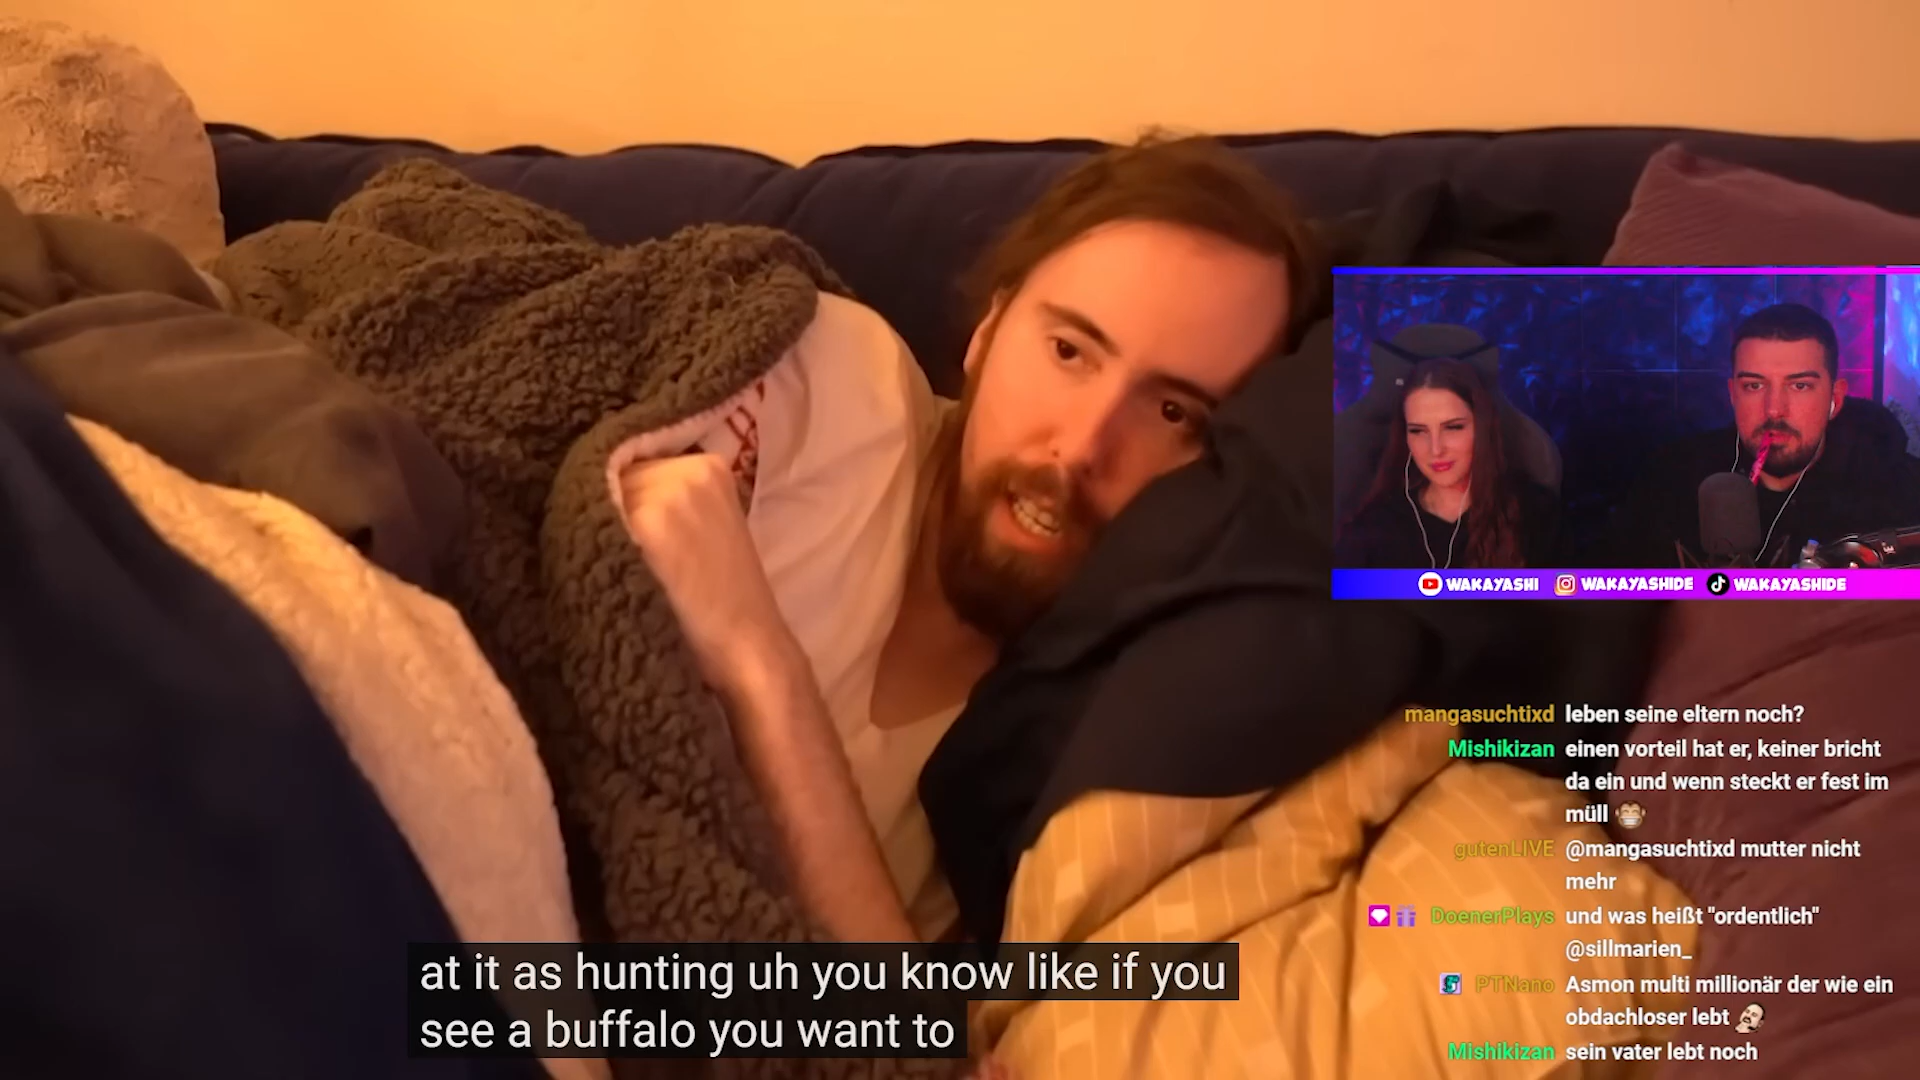 WAKAYASHI WAKAYASHIDE WAKAYASHIDE
mangasuchtixd leben seine eltern noch?
Mishikizan einen vorteil hat er, keiner bricht
da ein und wenn steckt er fest im
müll
gutenLIVE @mangasuchtixd mutter nicht
mehr
DoenerPlays und was heißt "ordentlich"
@sillmarien_
PTNano Asmon multi millionär der wie ein
obdachloser lebt
Mishikizan sein vater lebt noch
at it as hunting uh you know like if you
see a buffalo you want to